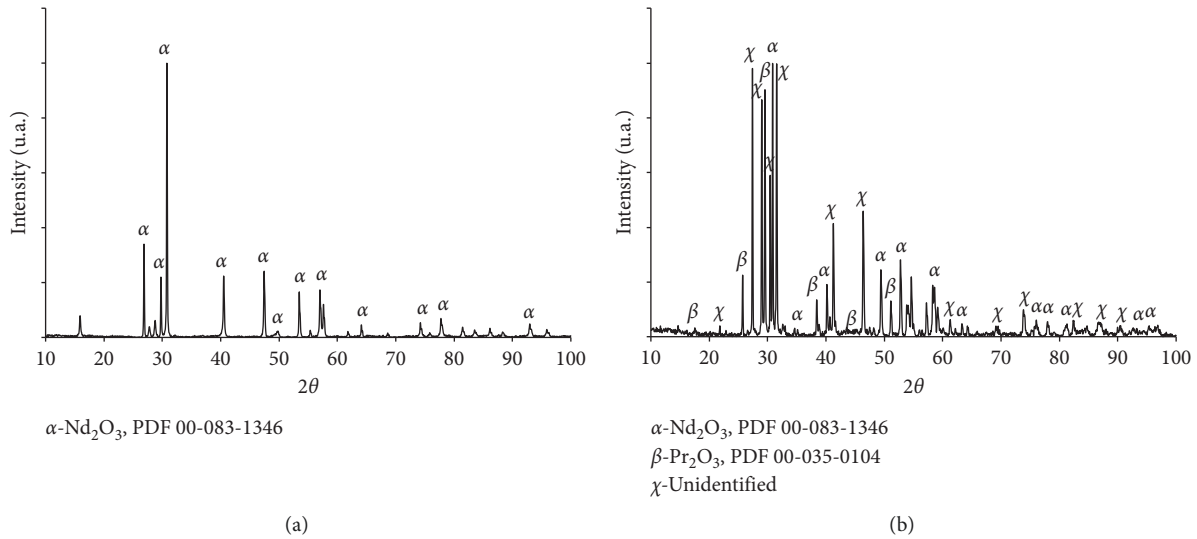 Intensity (u.a.)
α
α
α
α
α
α
α
α
α
α
α
α
10 20 30 40 50 60 70 80 90 100
2θ
α-Nd₂O₃, PDF 00-083-1346
(a)
Intensity (u.a.)
α
χ
β
χ
χ
χ
χ
χ
α
α
α
β
β
α
β
χ
α
β
χ
α
χ
α
χ
α
α
α
χ
χ
χ
α
α
10 20 30 40 50 60 70 80 90 100
2θ
α-Nd₂O₃, PDF 00-083-1346
β-Pr₂O₃, PDF 00-035-0104
χ-Unidentified
(b)